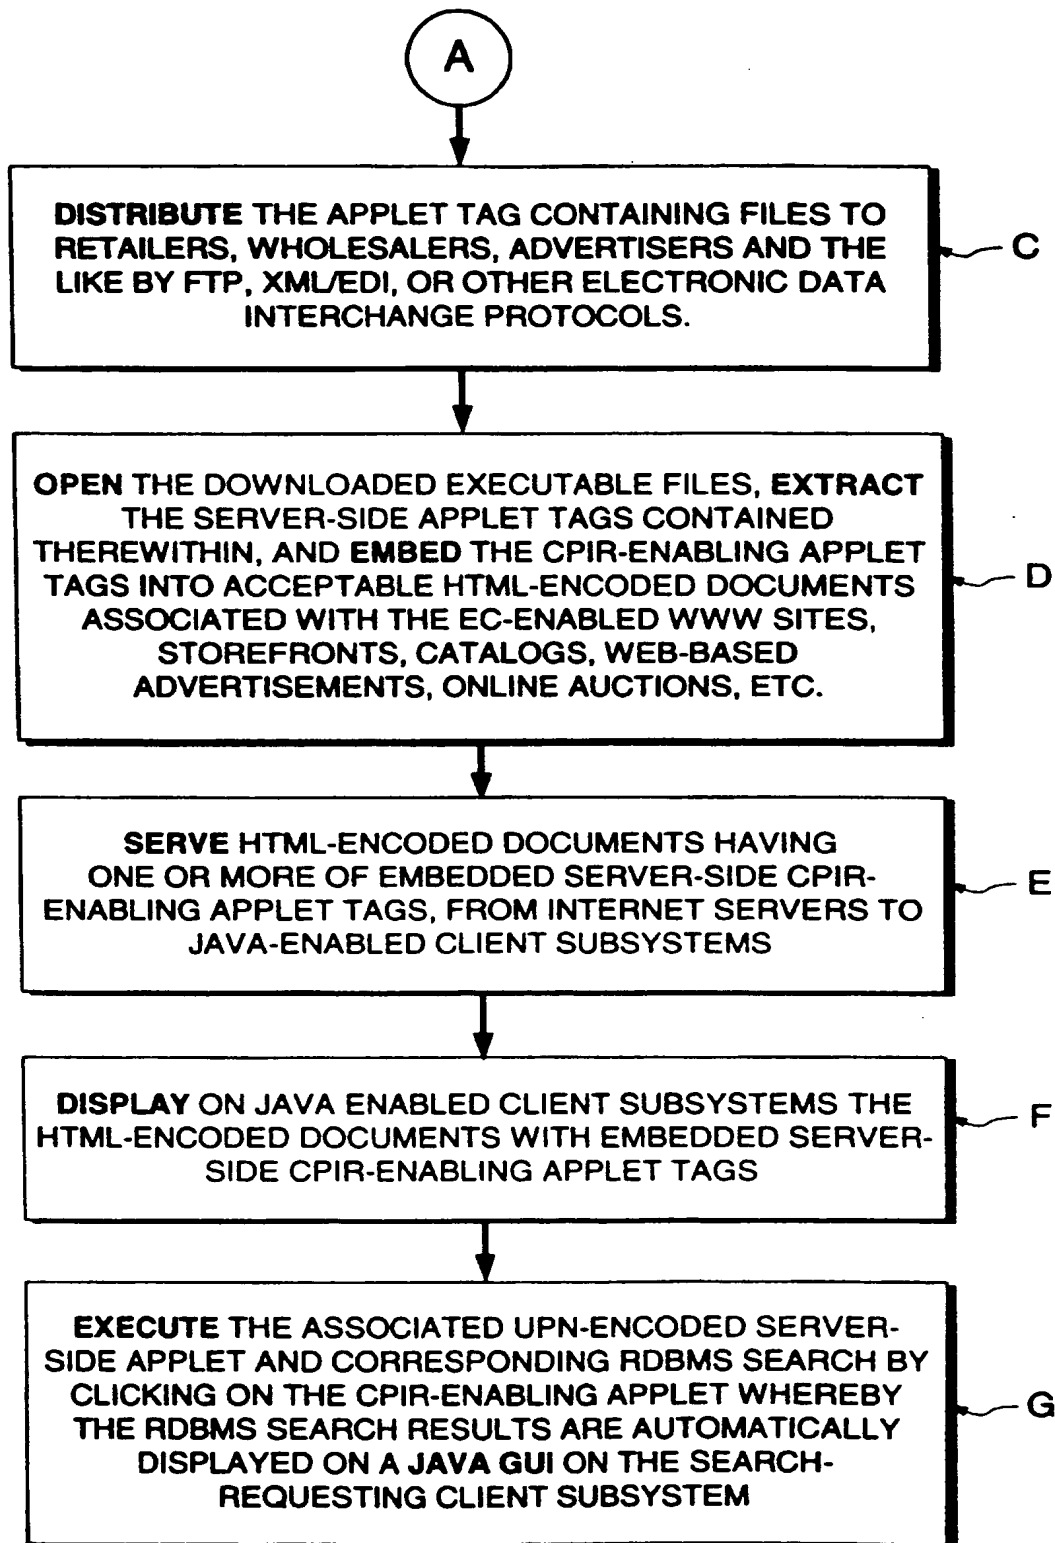 A
DISTRIBUTE THE APPLET TAG CONTAINING FILES TO
RETAILERS, WHOLESALERS, ADVERTISERS AND THE
LIKE BY FTP, XML/EDI, OR OTHER ELECTRONIC DATA
INTERCHANGE PROTOCOLS.
C
OPEN THE DOWNLOADED EXECUTABLE FILES, EXTRACT
THE SERVER-SIDE APPLET TAGS CONTAINED
THEREWITHIN, AND EMBED THE CPIR-ENABLING APPLET
TAGS INTO ACCEPTABLE HTML-ENCODED DOCUMENTS
ASSOCIATED WITH THE EC-ENABLED WWW SITES,
STOREFRONTS, CATALOGS, WEB-BASED
ADVERTISEMENTS, ONLINE AUCTIONS, ETC.
D
SERVE HTML-ENCODED DOCUMENTS HAVING
ONE OR MORE OF EMBEDDED SERVER-SIDE CPIR-
ENABLING APPLET TAGS, FROM INTERNET SERVERS TO
JAVA-ENABLED CLIENT SUBSYSTEMS
E
DISPLAY ON JAVA ENABLED CLIENT SUBSYSTEMS THE
HTML-ENCODED DOCUMENTS WITH EMBEDDED SERVER-
SIDE CPIR-ENABLING APPLET TAGS
F
EXECUTE THE ASSOCIATED UPN-ENCODED SERVER-
SIDE APPLET AND CORRESPONDING RDBMS SEARCH BY
CLICKING ON THE CPIR-ENABLING APPLET WHEREBY
THE RDBMS SEARCH RESULTS ARE AUTOMATICALLY
DISPLAYED ON A JAVA GUI ON THE SEARCH-
REQUESTING CLIENT SUBSYSTEM
G